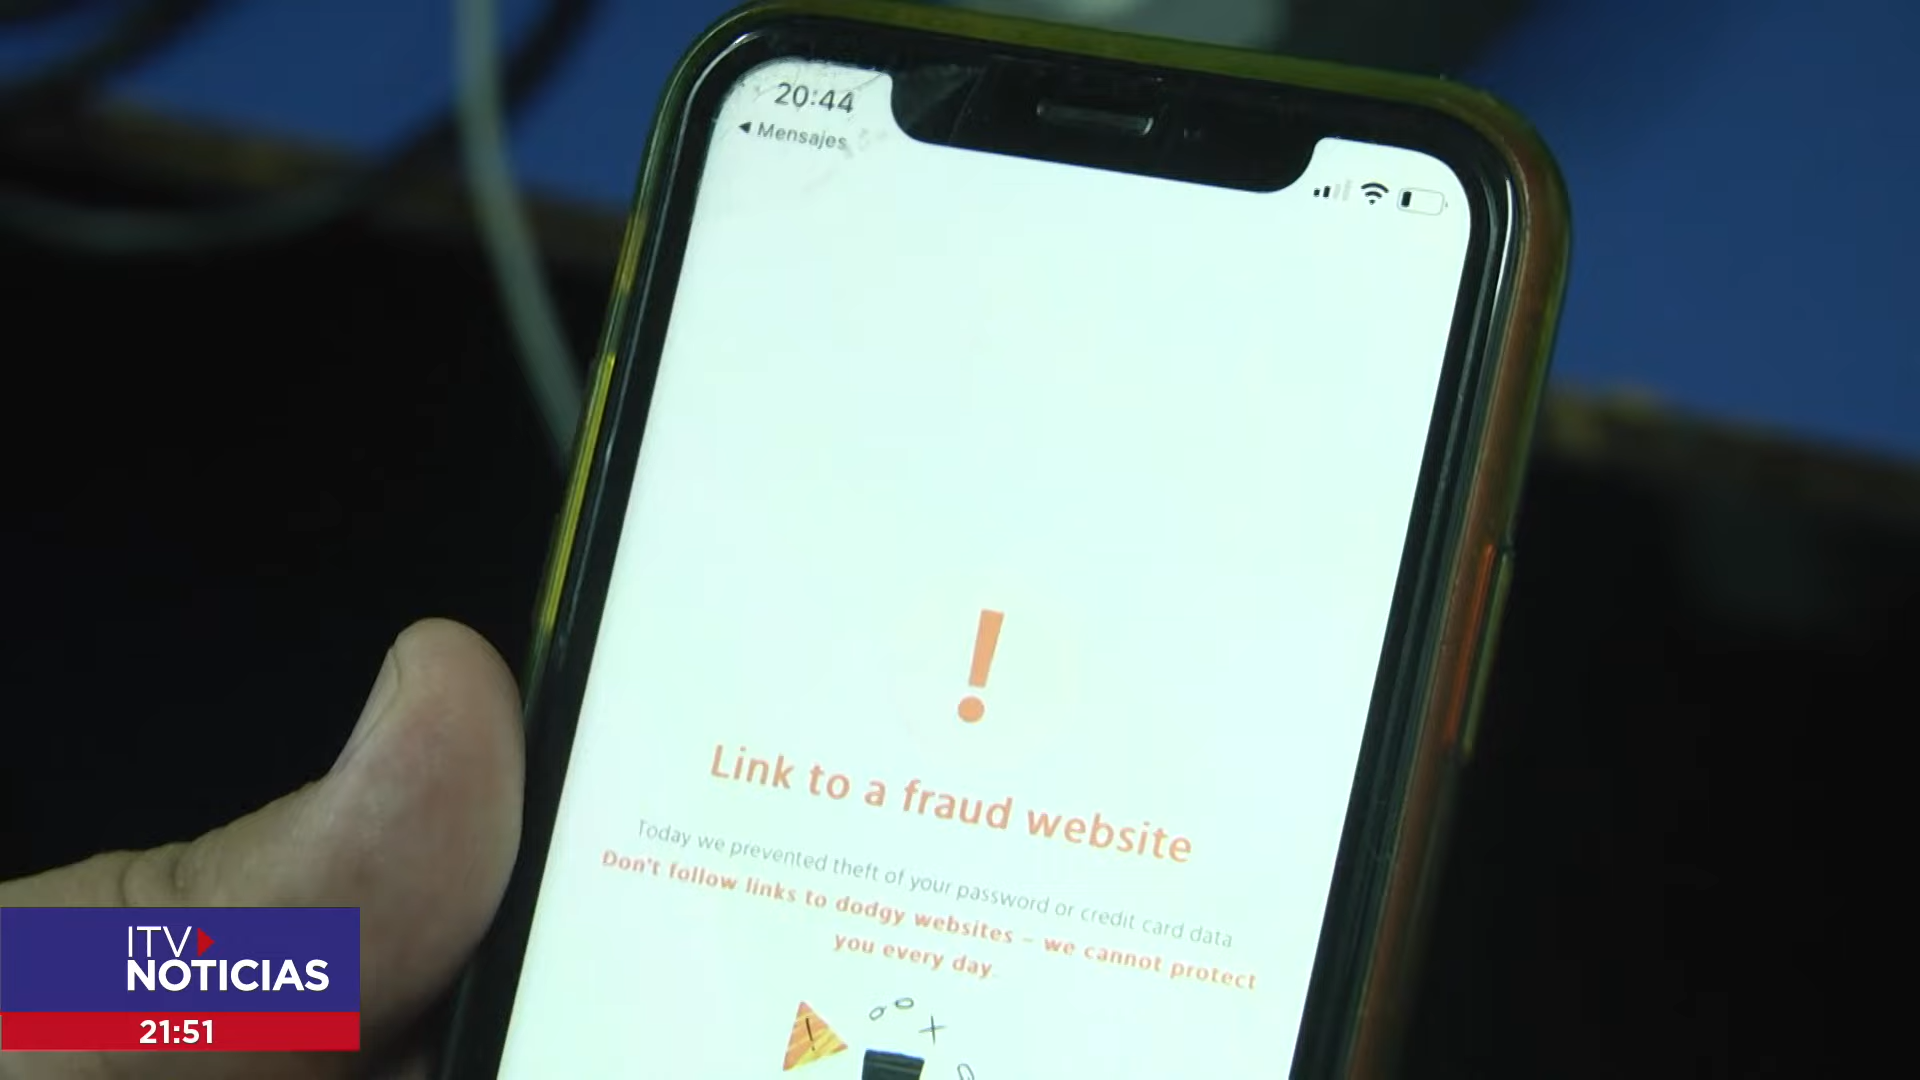 20:44
◀ Mensajes
!
Link to a fraud website
Today we prevented theft of your password or credit card data
Don't follow links to dodgy websites – we cannot protect
you every day
ITV
NOTICIAS
21:51